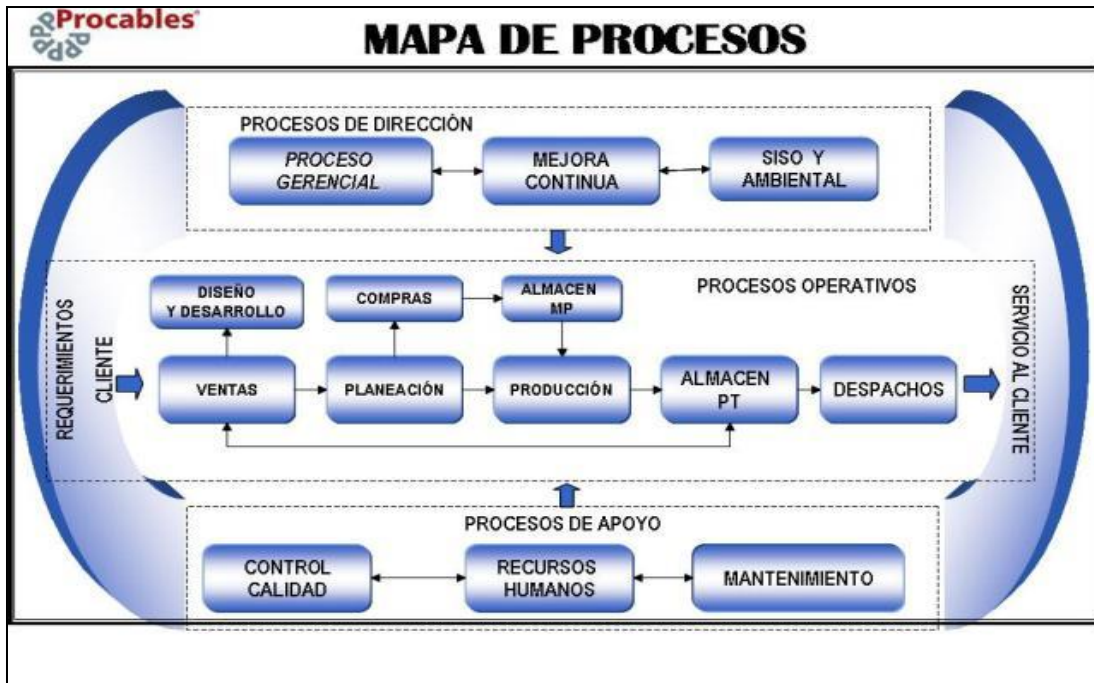 Procables®
MAPA DE PROCESOS
PROCESOS DE DIRECCIÓN
PROCESO
GERENCIAL
MEJORA
CONTINUA
SISO Y
AMBIENTAL
REQUERIMIENTOS
CLIENTE
PROCESOS OPERATIVOS
DISEÑO
Y DESARROLLO
COMPRAS
ALMACEN
MP
VENTAS
PLANEACIÓN
PRODUCCIÓN
ALMACEN
PT
DESPACHOS
SERVICIO AL CLIENTE
PROCESOS DE APOYO
CONTROL
CALIDAD
RECURSOS
HUMANOS
MANTENIMIENTO